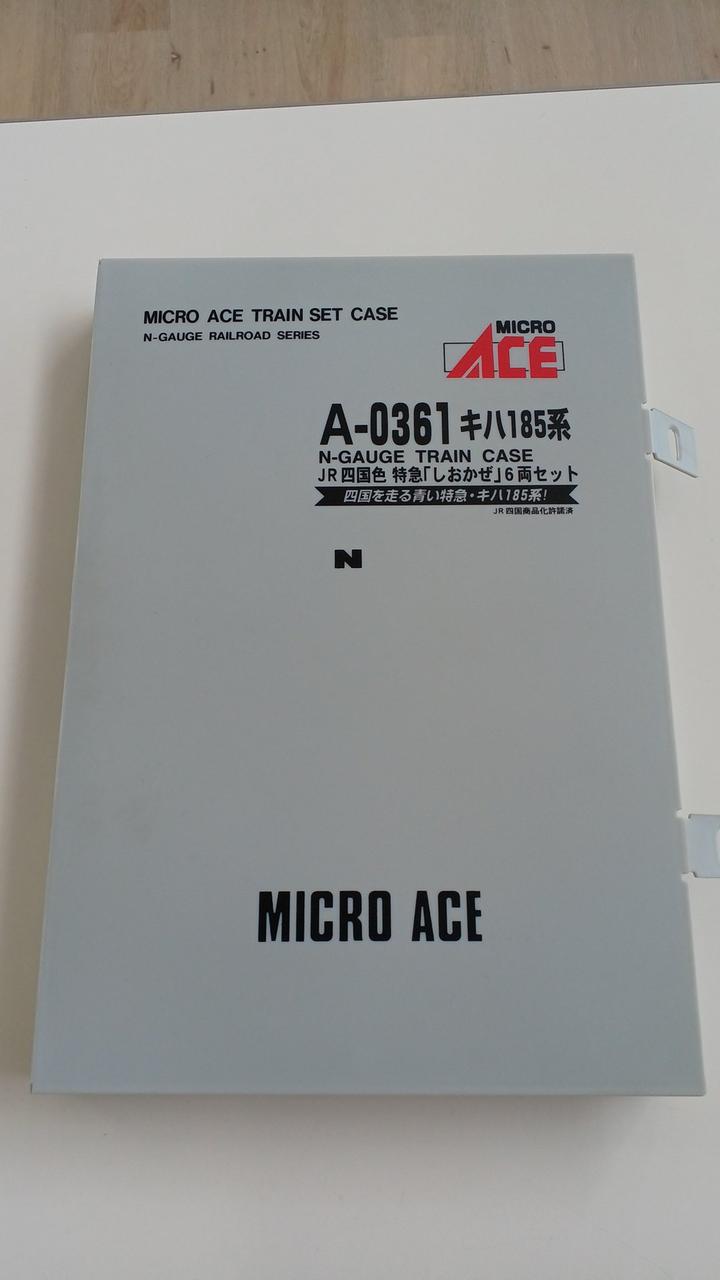 MICRO ACE TRAIN SET CASE
N-GAUGE RAILROAD SERIES
MICRO
ACE
A-0361 キハ185系
N-GAUGE TRAIN CASE
JR四国色 特急「しおかぜ」6両セット
四国を走る青い特急・キハ185系!
JR四国商品化許諾済
N
MICRO ACE